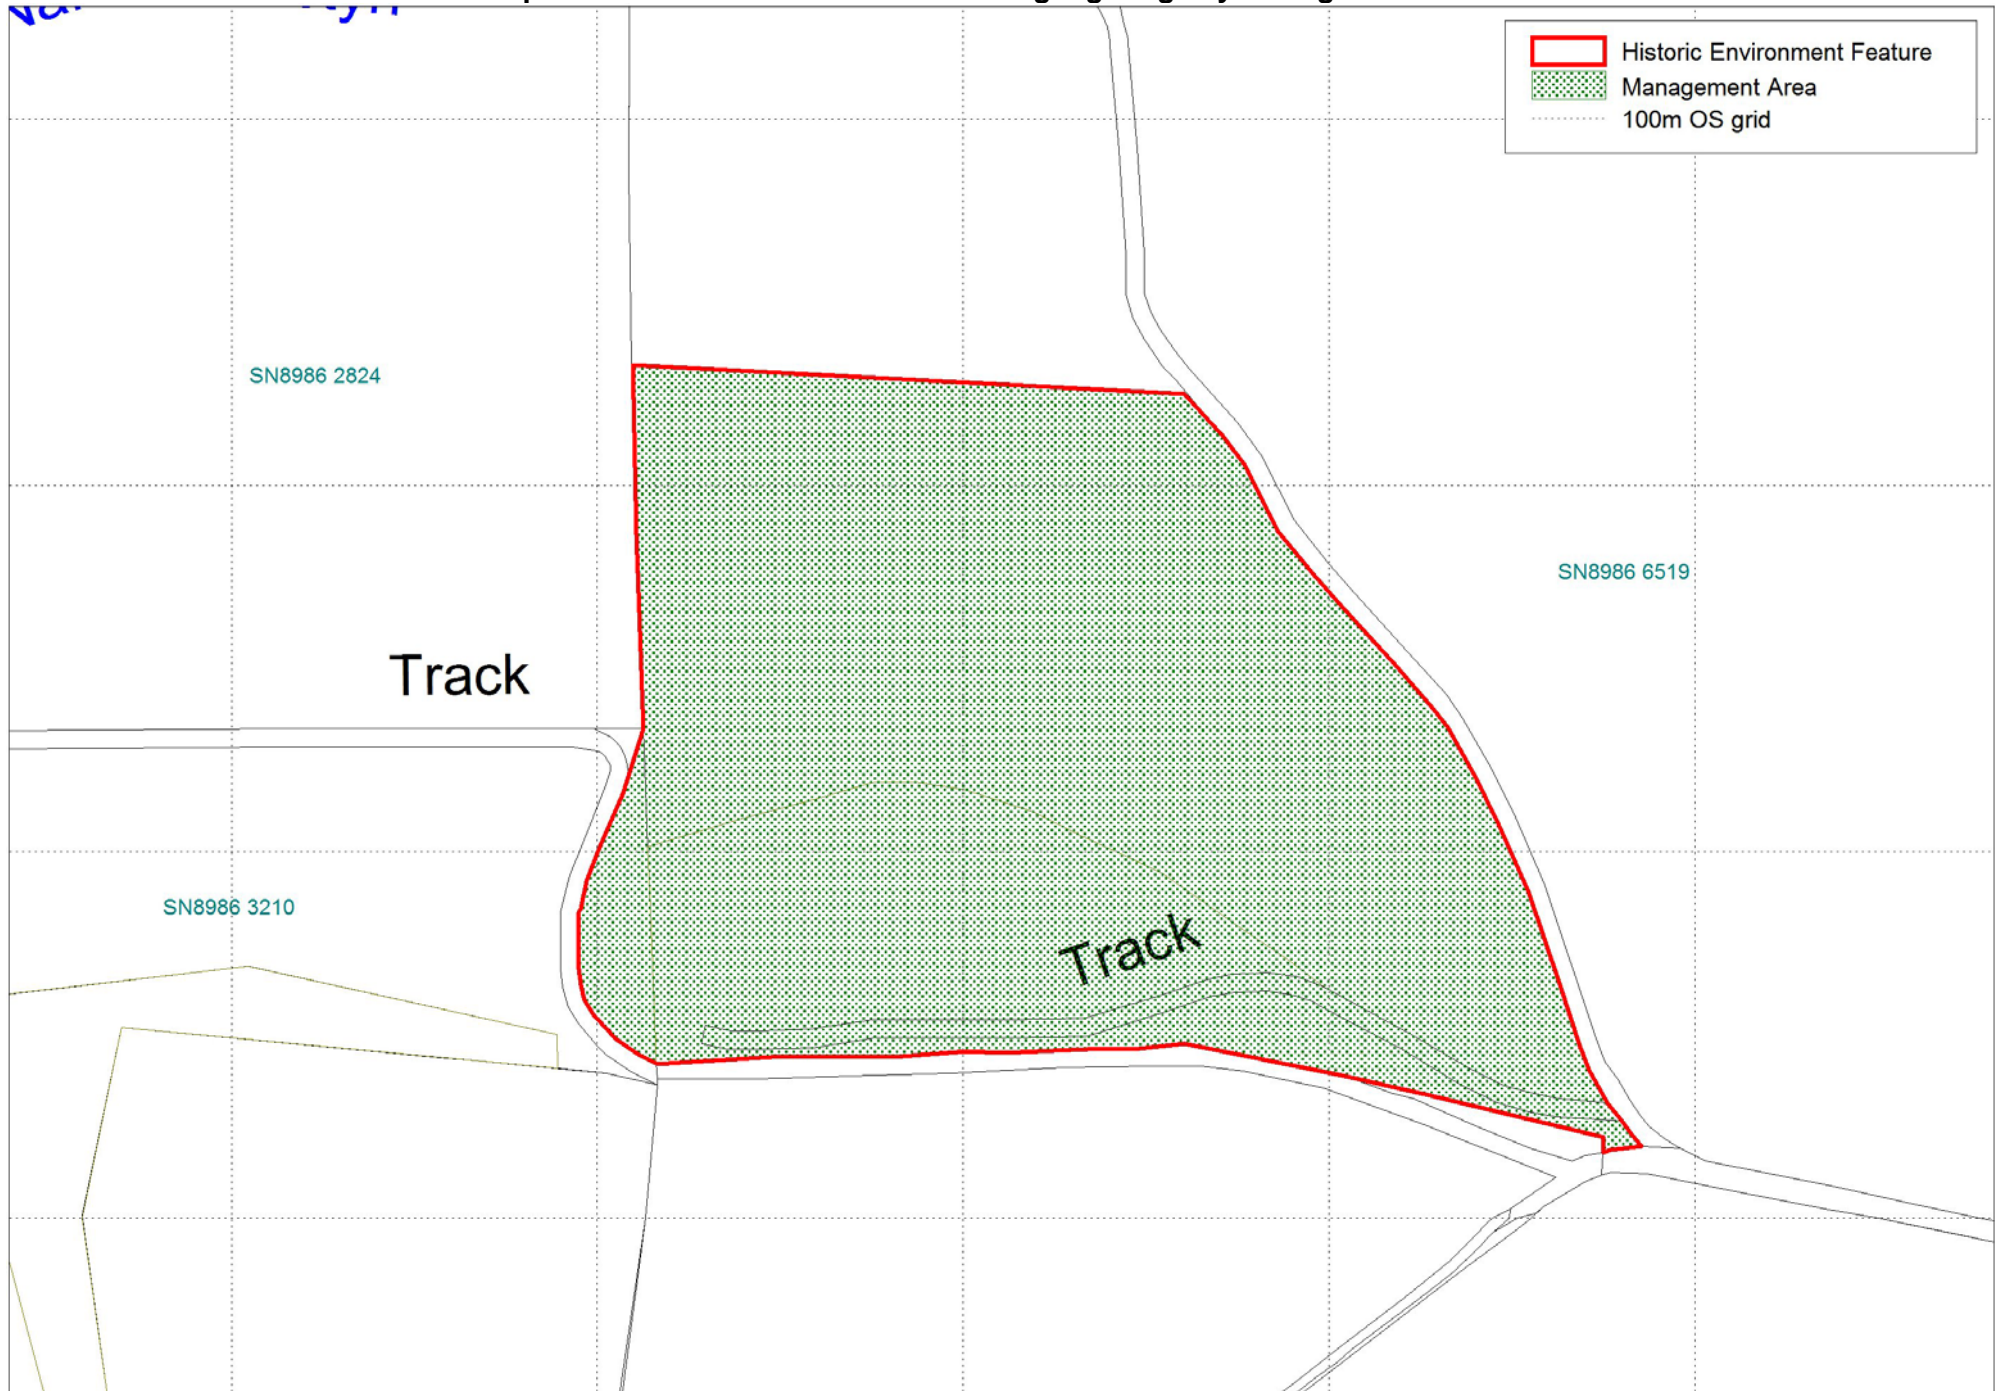 Historic Environment Feature
Management Area
100m OS grid
SN8986 2824
SN8986 6519
Track
SN8986 3210
Track